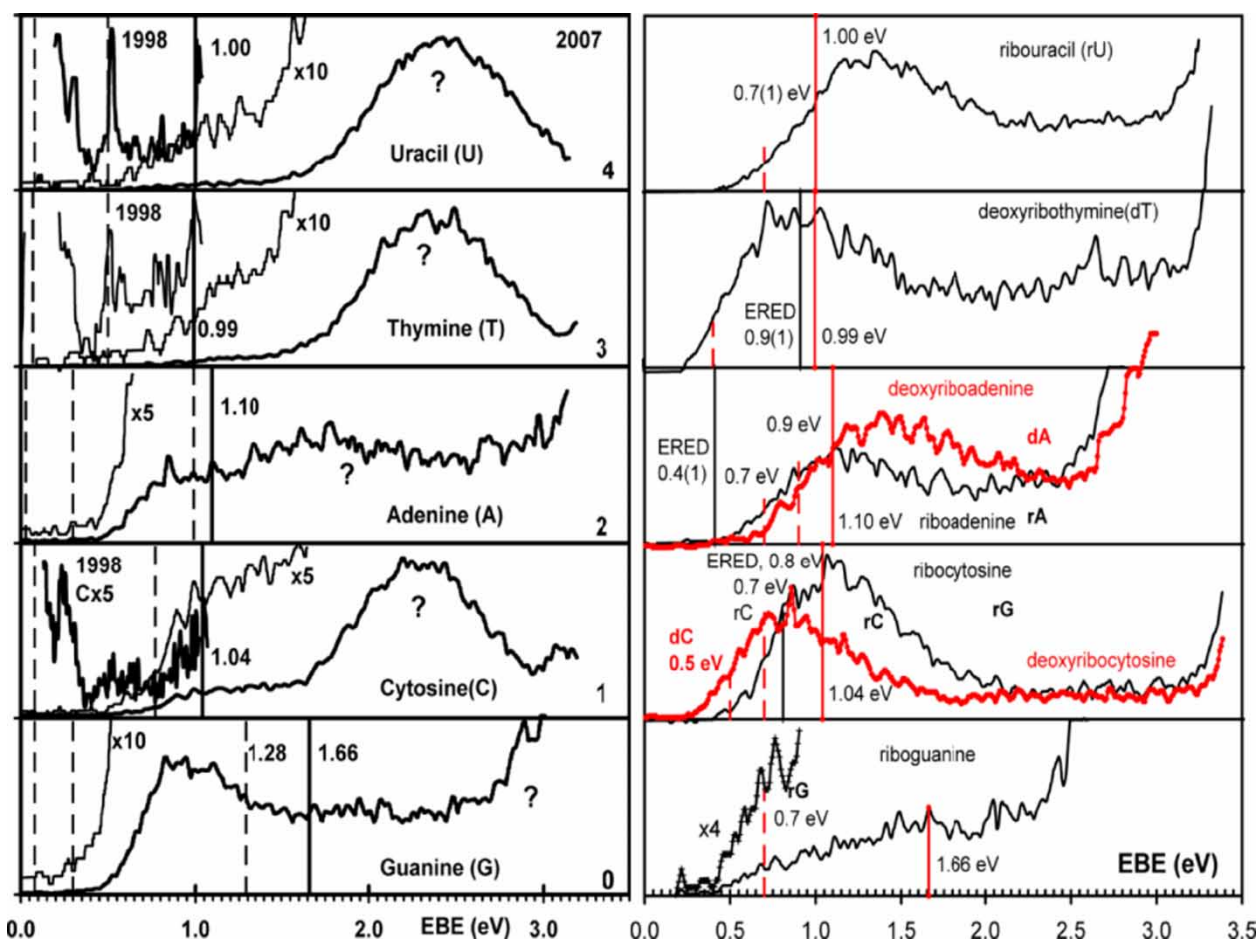 1998
1.00
2007
x10
?
Uracil (U)
4
1998
x10
?
0.99
Thymine (T)
3
x5
1.10
?
Adenine (A)
2
1998
Cx5
x5
?
1.04
Cytosine(C)
1
x10
1.28
1.66
?
Guanine (G)
0
0.0
1.0
EBE (eV)
2.0
3.0
1.00 eV
ribouracil (rU)
0.7(1) eV
deoxyribothymine(dT)
ERED
0.9(1)
0.99 eV
deoxyriboadenine
0.9 eV
dA
ERED
0.4(1)
0.7 eV
1.10 eV
riboadenine
rA
ERED, 0.8 eV
ribocytosine
0.7 eV
rC
rG
dC
rC
0.5 eV
deoxyribocytosine
1.04 eV
riboguanine
rG
x4
0.7 eV
1.66 eV
EBE (eV)
0.0
0.5
1.0
1.5
2.0
2.5
3.0
3.5